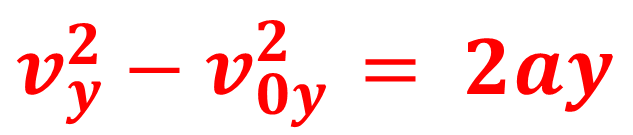 v_y^2 − v_{0y}^2 = 2ay